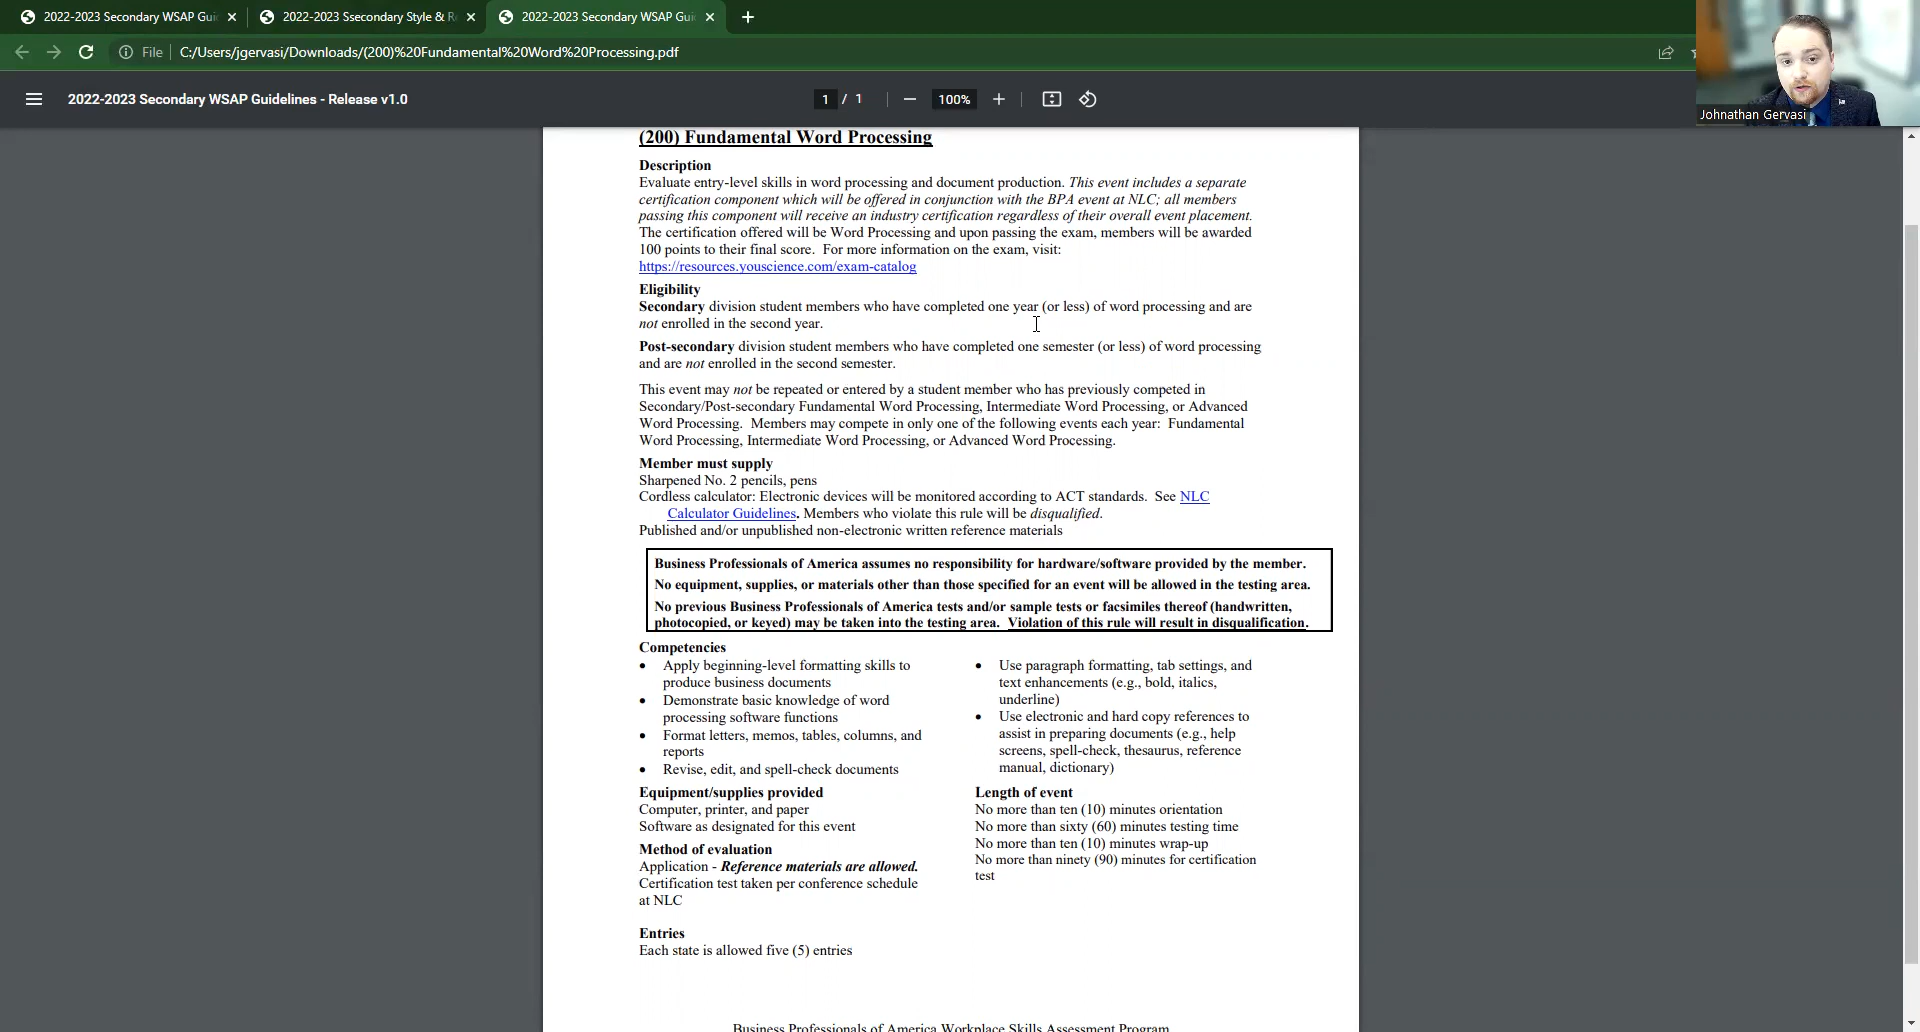 2022-2023 Secondary WSAP Gui
2022-2023 Ssecondary Style & R
2022-2023 Secondary WSAP Gui
File
C:/Users/jgervasi/Downloads/(200)%20Fundamental%20Word%20Processing.pdf
2022-2023 Secondary WSAP Guidelines - Release v1.0
1 / 1
100%
Johnathan Gervasi
(200) Fundamental Word Processing
Description
Evaluate entry-level skills in word processing and document production. This event includes a separate
certification component which will be offered in conjunction with the BPA event at NLC; all members
passing this component will receive an industry certification regardless of their overall event placement.
The certification offered will be Word Processing and upon passing the exam, members will be awarded
100 points to their final score. For more information on the exam, visit:
https://resources.youscience.com/exam-catalog
Eligibility
Secondary division student members who have completed one year (or less) of word processing and are
not enrolled in the second year.
Post-secondary division student members who have completed one semester (or less) of word processing
and are not enrolled in the second semester.
This event may not be repeated or entered by a student member who has previously competed in
Secondary/Post-secondary Fundamental Word Processing, Intermediate Word Processing, or Advanced
Word Processing. Members may compete in only one of the following events each year: Fundamental
Word Processing, Intermediate Word Processing, or Advanced Word Processing.
Member must supply
Sharpened No. 2 pencils, pens
Cordless calculator: Electronic devices will be monitored according to ACT standards. See NLC
Calculator Guidelines. Members who violate this rule will be disqualified.
Published and/or unpublished non-electronic written reference materials
Business Professionals of America assumes no responsibility for hardware/software provided by the member.
No equipment, supplies, or materials other than those specified for an event will be allowed in the testing area.
No previous Business Professionals of America tests and/or sample tests or facsimiles thereof (handwritten,
photocopied, or keyed) may be taken into the testing area. Violation of this rule will result in disqualification.
Competencies
• Apply beginning-level formatting skills to
produce business documents
• Demonstrate basic knowledge of word
processing software functions
• Format letters, memos, tables, columns, and
reports
• Revise, edit, and spell-check documents
• Use paragraph formatting, tab settings, and
text enhancements (e.g., bold, italics,
underline)
• Use electronic and hard copy references to
assist in preparing documents (e.g., help
screens, spell-check, thesaurus, reference
manual, dictionary)
Equipment/supplies provided
Computer, printer, and paper
Software as designated for this event
Method of evaluation
Application - Reference materials are allowed.
Certification test taken per conference schedule
at NLC
Length of event
No more than ten (10) minutes orientation
No more than sixty (60) minutes testing time
No more than ten (10) minutes wrap-up
No more than ninety (90) minutes for certification
test
Entries
Each state is allowed five (5) entries
Business Professionals of America Workplace Skills Assessment Program